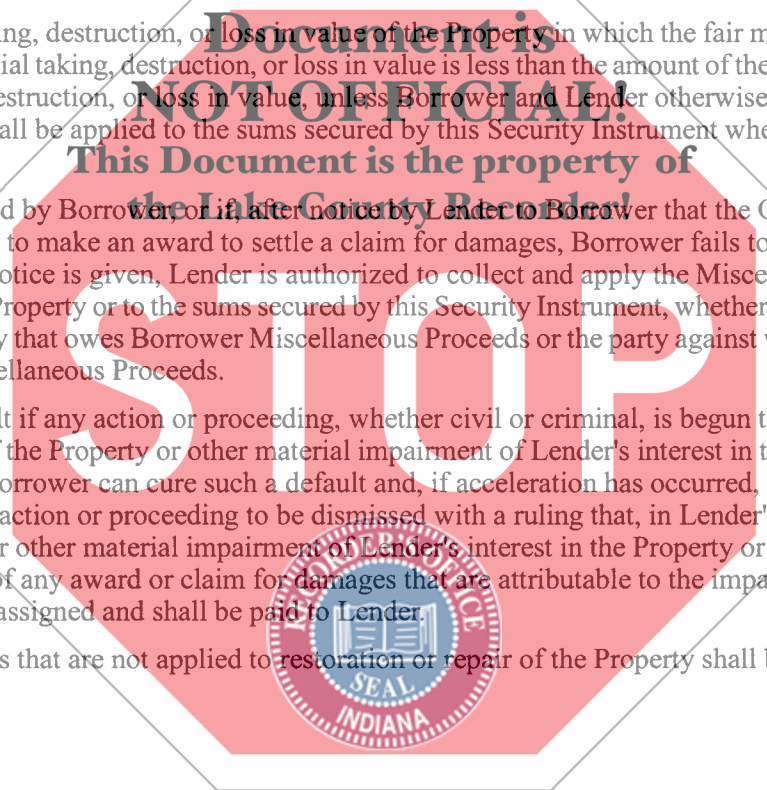 Document is
ng, destruction, or loss in value of the Property in which the fair m
ial taking, destruction, or loss in value is less than the amount of the
NOT OFFICIAL!
estruction, or loss in value, unless Borrower and Lender otherwise
all be applied to the sums secured by this Security Instrument whe
This Document is the property of
the Lake County Recorder!
d by Borrower, or if, after notice by Lender to Borrower that the O
to make an award to settle a claim for damages, Borrower fails to
otice is given, Lender is authorized to collect and apply the Misce
Property or to the sums secured by this Security Instrument, whether
y that owes Borrower Miscellaneous Proceeds or the party against
ellaneous Proceeds.
STOP
lt if any action or proceeding, whether civil or criminal, is begun t
f the Property or other material impairment of Lender's interest in t
orrower can cure such a default and, if acceleration has occurred,
action or proceeding to be dismissed with a ruling that, in Lender'
r other material impairment of Lender's interest in the Property or
of any award or claim for damages that are attributable to the impa
assigned and shall be paid to Lender.
s that are not applied to restoration or repair of the Property shall b
RECORDER'S OFFICE
SEAL
INDIANA